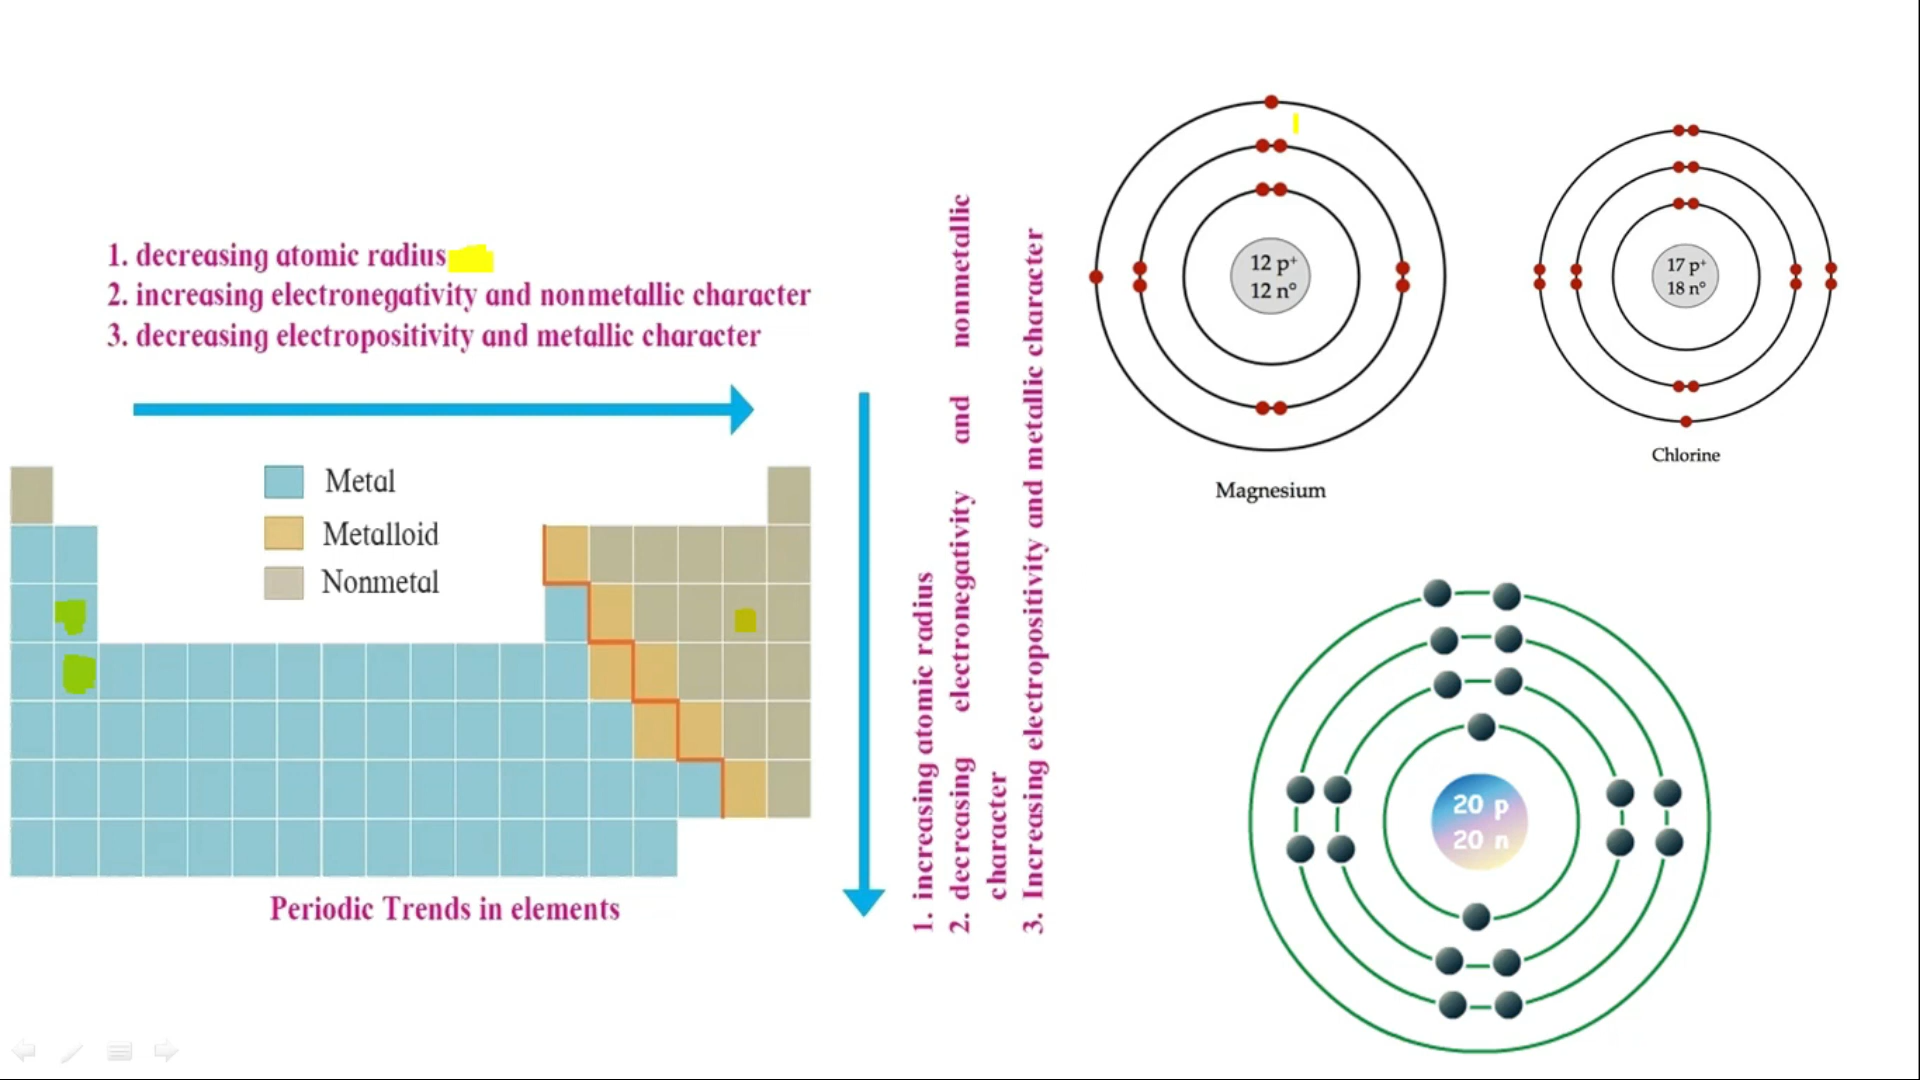 1. decreasing atomic radius
2. increasing electronegativity and nonmetallic character
3. decreasing electropositivity and metallic character
Metal
Metalloid
Nonmetal
Periodic Trends in elements
1. increasing atomic radius
2. decreasing electronegativity and nonmetallic
character
3. Increasing electropositivity and metallic character
12 p⁺
12 n°
Magnesium
17 p⁺
18 n°
Chlorine
20 p
20 n